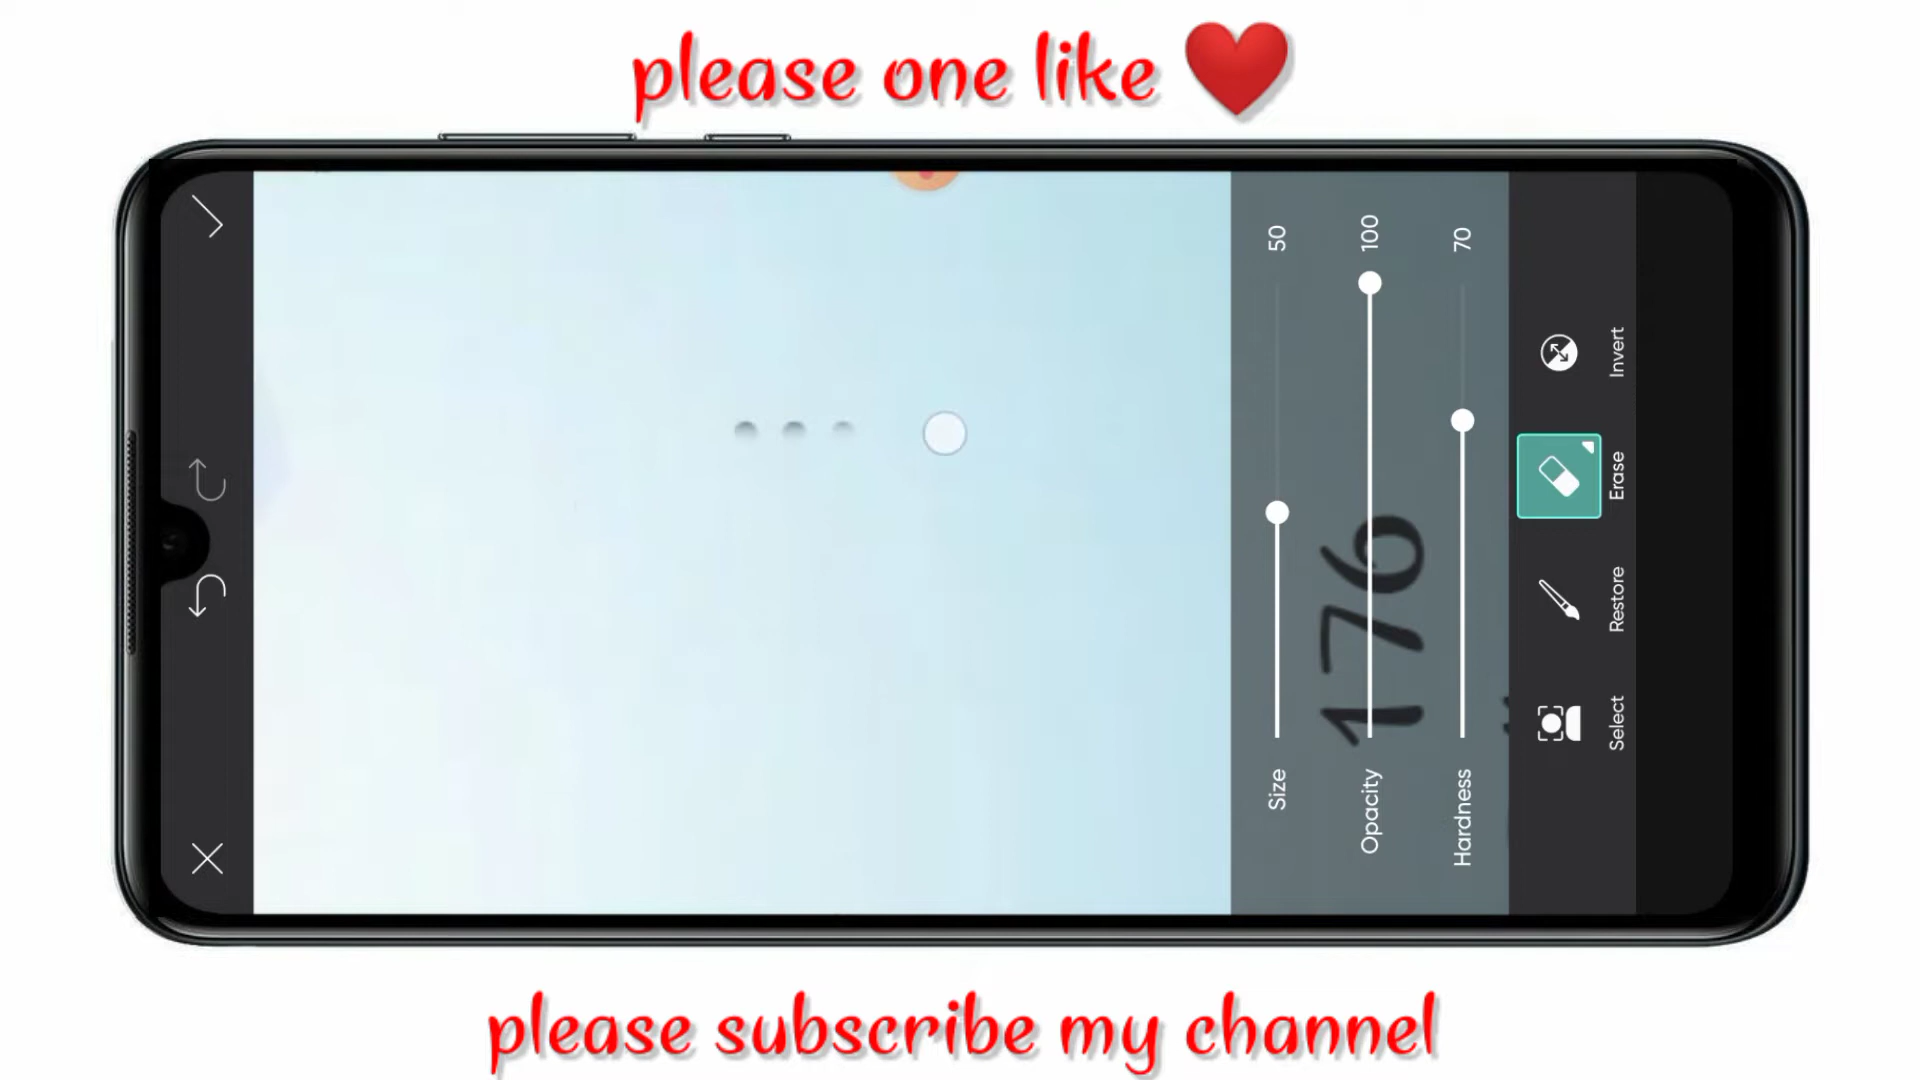 please one like ❤
50
100
70
176
Size
Opacity
Hardness
Invert
Erase
Restore
Select
please subscribe my channel